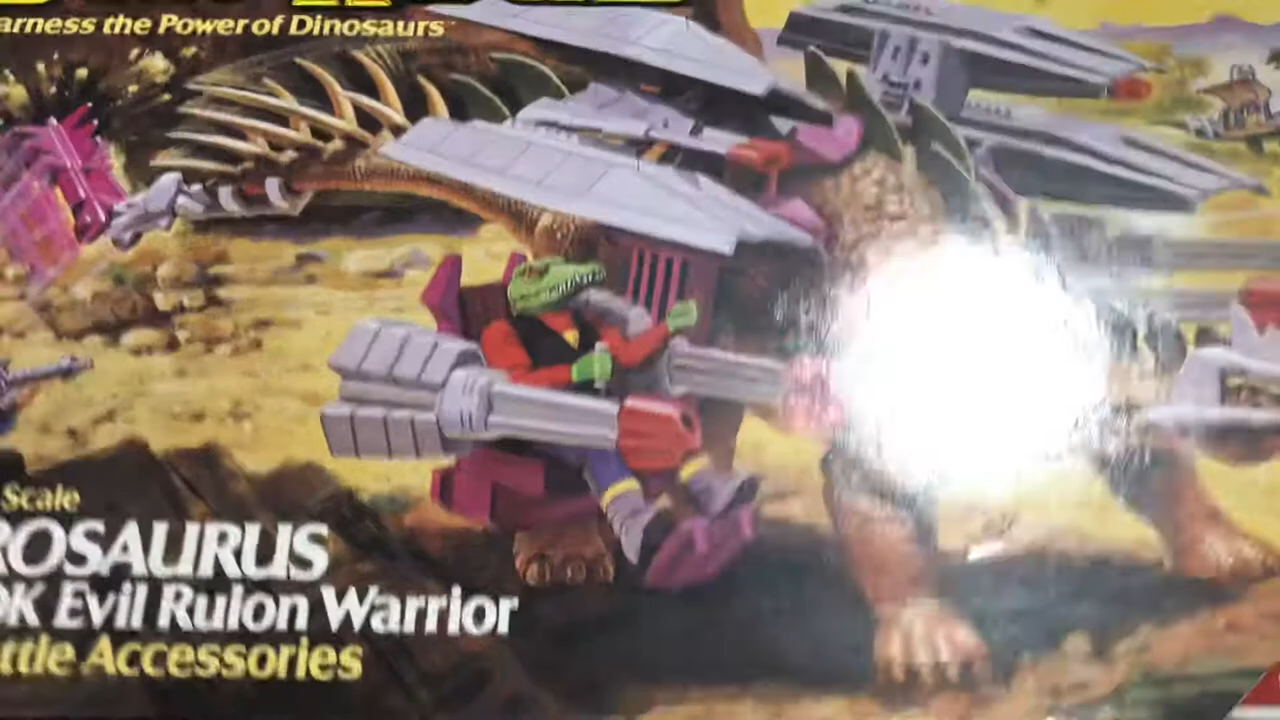 arness the Power of Dinosaurs
Scale
ROSAURUS
OK Evil Rulon Warrior
ttle Accessories